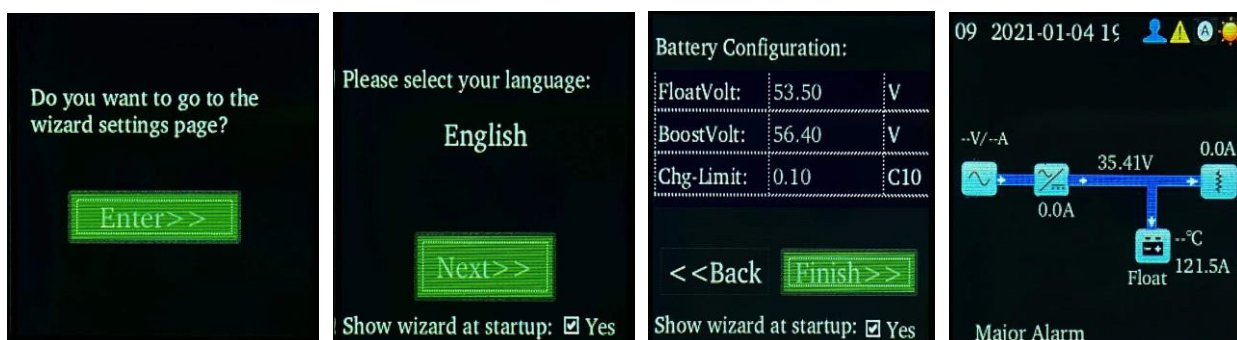 Do you want to go to the
wizard settings page?
Enter>>
Please select your language:
English
Next>>
Show wizard at startup: Yes
Battery Configuration:
FloatVolt: 53.50 V
BoostVolt: 56.40 V
Chg-Limit: 0.10 C10
<<Back Finish>>
Show wizard at startup: Yes
09 2021-01-04 19 A
--V/--A
35.41V
0.0A
0.0A
--°C
121.5A
Float
Major Alarm